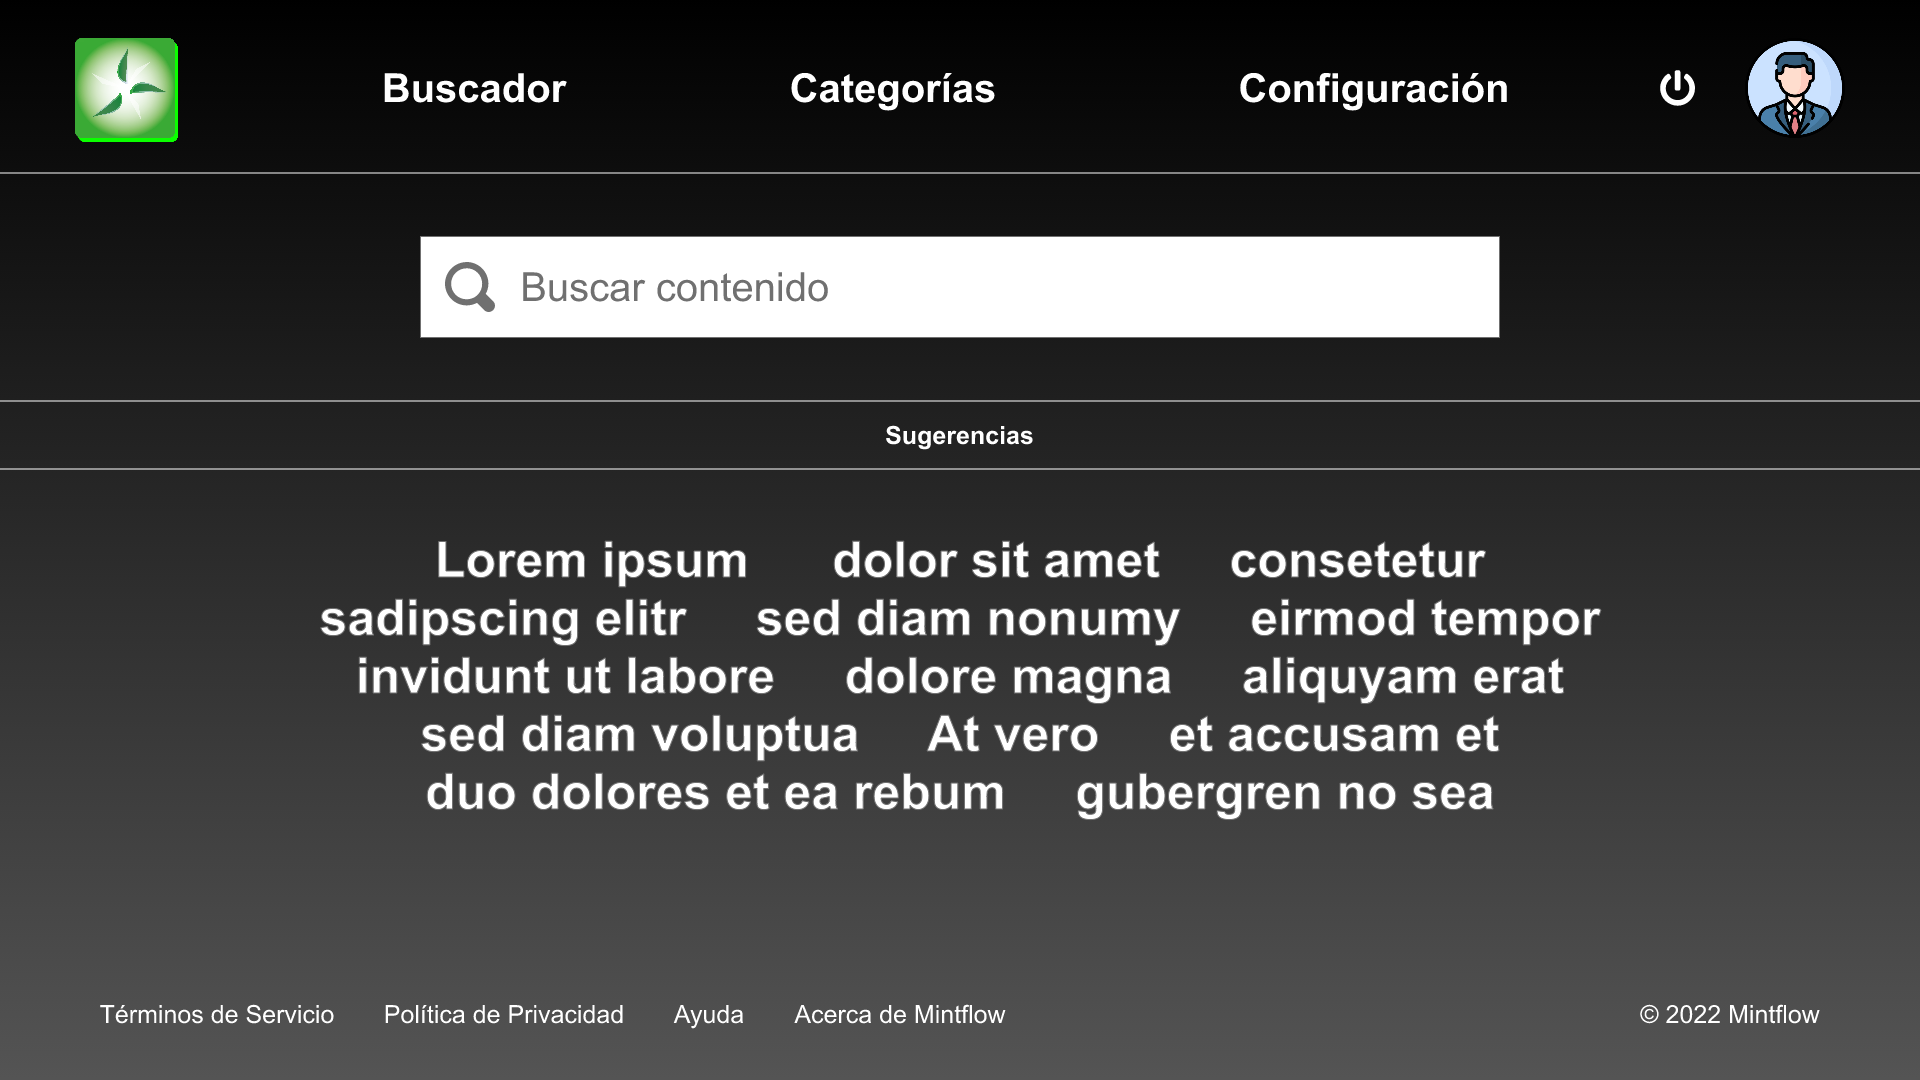 Buscador Categorías Configuración
Buscar contenido
Sugerencias
Lorem ipsum dolor sit amet consetetur
sadipscing elitr sed diam nonumy eirmod tempor
invidunt ut labore dolore magna aliquyam erat
sed diam voluptua At vero et accusam et
duo dolores et ea rebum gubergren no sea
Términos de Servicio Política de Privacidad Ayuda Acerca de Mintflow © 2022 Mintflow